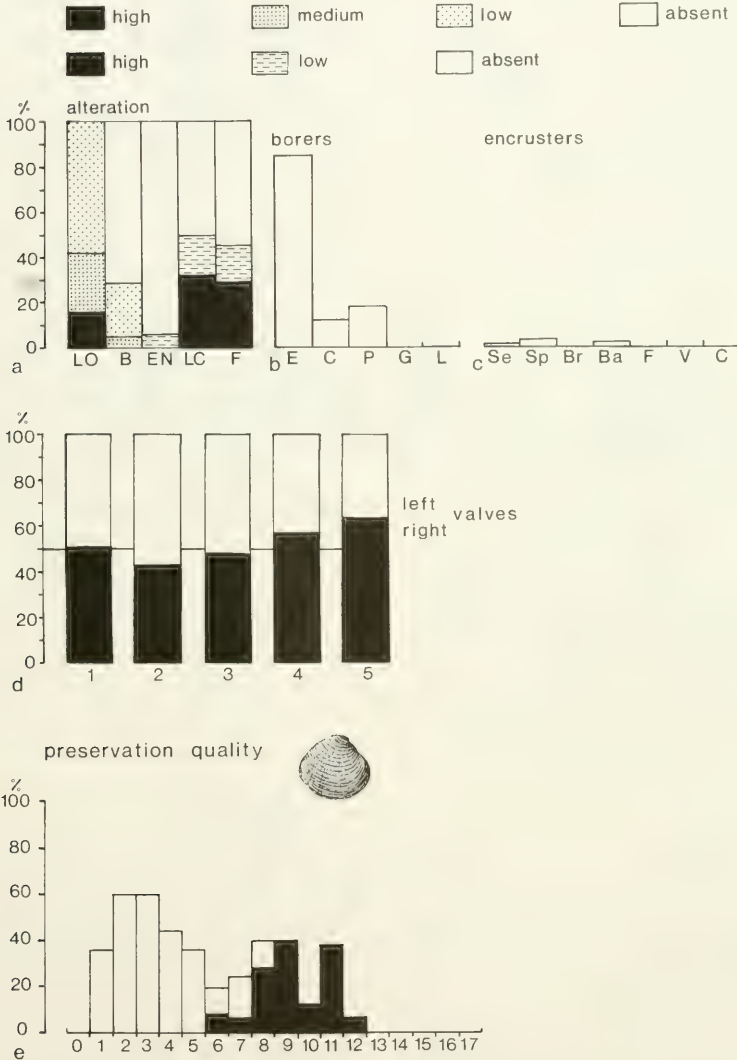 high medium low absent
high low absent
% alteration
borers encrusters
100
80
60
40
20
0
a LO B EN LC F b E C P G L c Se Sp Br Ba F V C
%
100
80
60
40
20
0
left
right valves
1 2 3 4 5
d
preservation quality
%
100
80
60
40
20
0
0 1 2 3 4 5 6 7 8 9 10 11 12 13 14 15 16 17
e